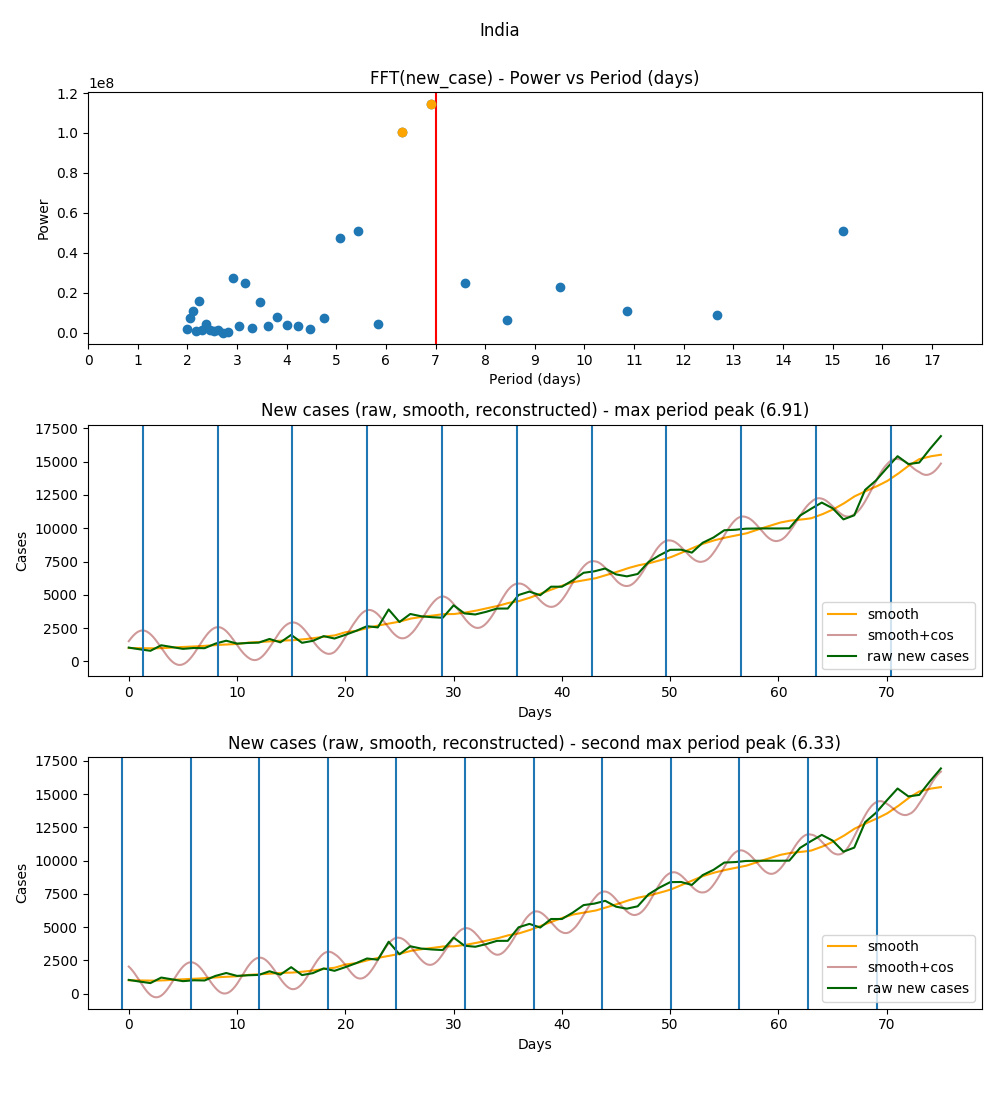 India
FFT(new_case) - Power vs Period (days)
1e8
1.2
1.0
0.8
0.6
0.4
0.2
0.0
Power
0 1 2 3 4 5 6 7 8 9 10 11 12 13 14 15 16 17
Period (days)
New cases (raw, smooth, reconstructed) - max period peak (6.91)
17500
15000
12500
10000
7500
5000
2500
0
Cases
smooth
smooth+cos
raw new cases
0 10 20 30 40 50 60 70
Days
New cases (raw, smooth, reconstructed) - second max period peak (6.33)
17500
15000
12500
10000
7500
5000
2500
0
Cases
smooth
smooth+cos
raw new cases
0 10 20 30 40 50 60 70
Days